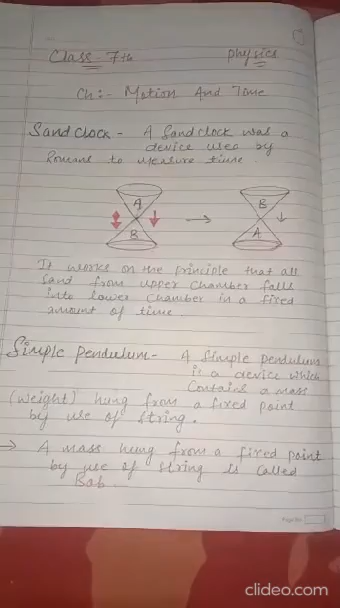 Class- 7th Physics
Ch:- Motion And Time
Sand Clock - A Sand clock was a
device used by
Romans to measure time.
A B
B A
It works on the principle that all
Sand from upper chamber falls
into lower chamber in a fixed
amount of time.
Simple pendulum- A Simple pendulum
is a device which
Contains a mass
(weight) hung from a fixed point
by use of string.
→ A mass hung from a fixed point
by use of string is called
Bob.
Page No.
clideo.com